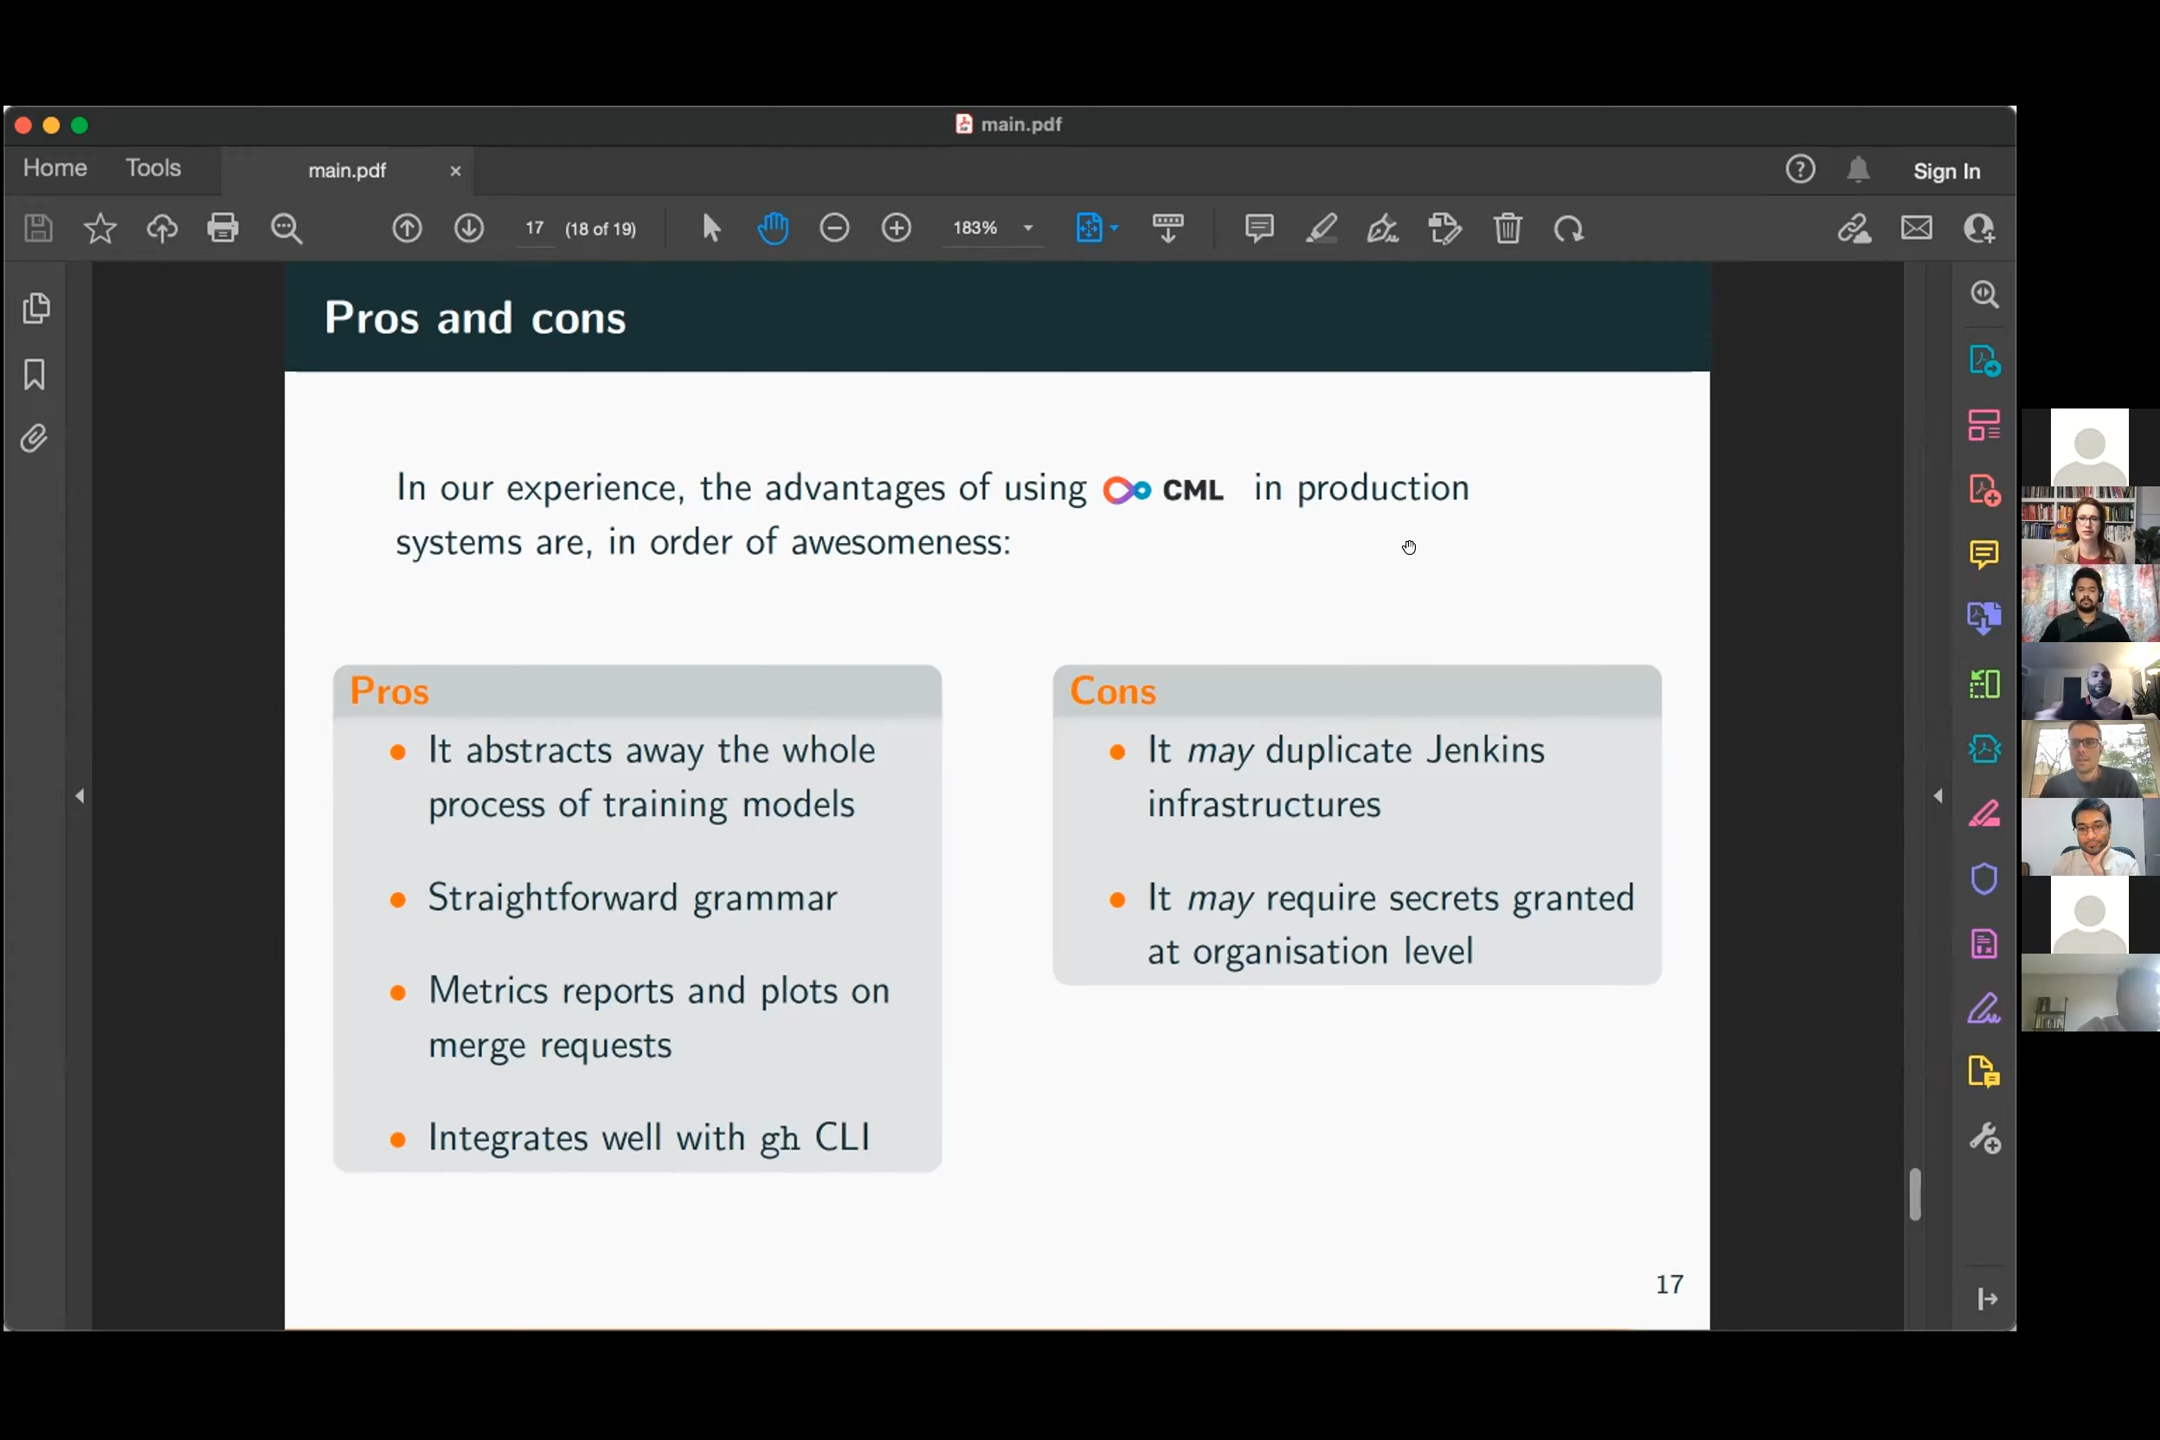 main.pdf
Home
Tools
main.pdf
×
Sign In
17
(18 of 19)
183%
Pros and cons
In our experience, the advantages of using CML in production
systems are, in order of awesomeness:
Pros
• It abstracts away the whole
process of training models
• Straightforward grammar
• Metrics reports and plots on
merge requests
• Integrates well with gh CLI
Cons
• It may duplicate Jenkins
infrastructures
• It may require secrets granted
at organisation level
17